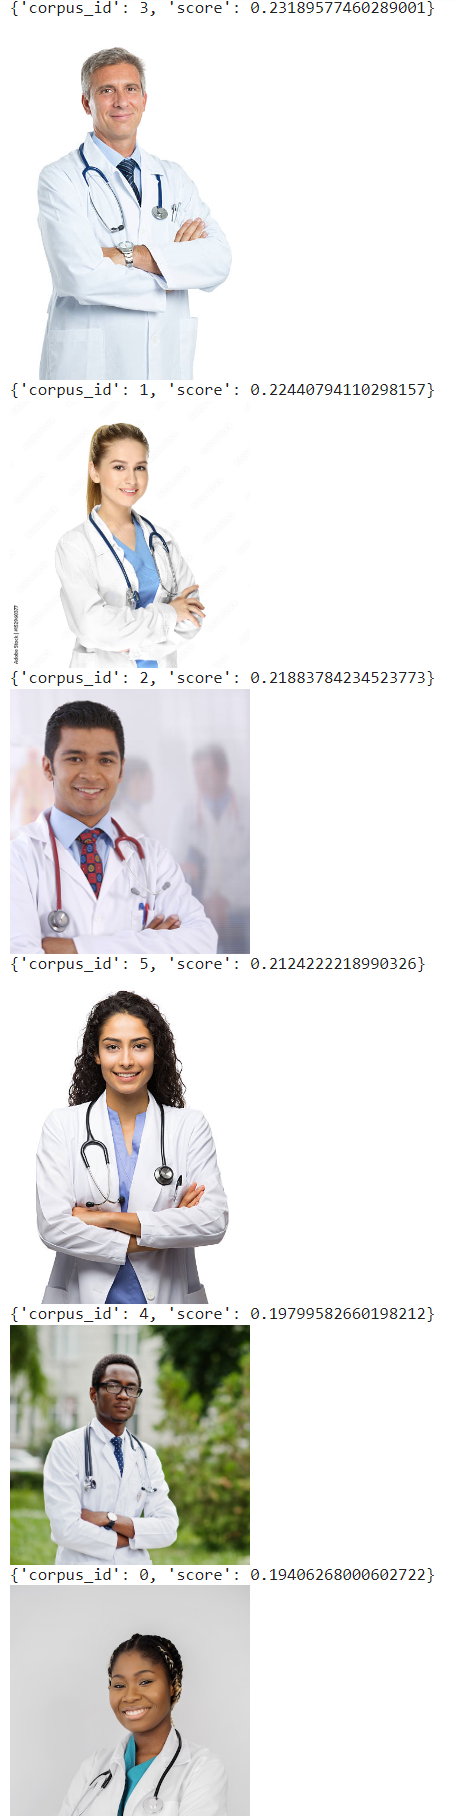 {'corpus_id': 3, 'score': 0.23189577460289001}
{'corpus_id': 1, 'score': 0.22440794110298157}
{'corpus_id': 2, 'score': 0.21883784234523773}
{'corpus_id': 5, 'score': 0.2124222218990326}
{'corpus_id': 4, 'score': 0.19799582660198212}
{'corpus_id': 0, 'score': 0.19406268000602722}